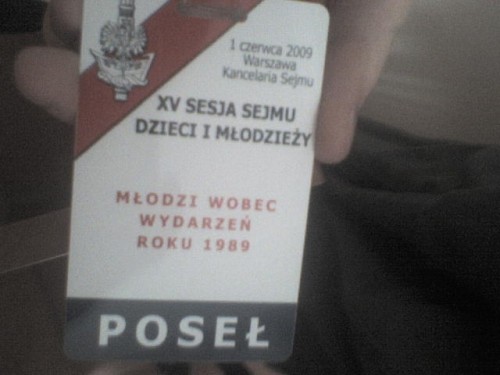 1 czerwca 2009
Warszawa
Kancelaria Sejmu
XV SESJA SEJMU
DZIECI I MŁODZIEŻY
MŁODZI WOBEC
WYDARZEŃ
ROKU 1989
POSEŁ